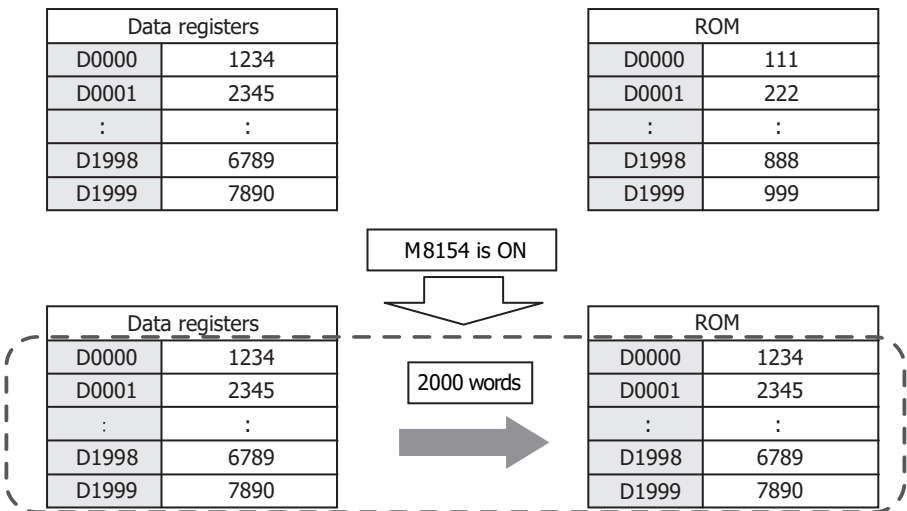 Data registers
D0000 1234
D0001 2345
: :
D1998 6789
D1999 7890
ROM
D0000 111
D0001 222
: :
D1998 888
D1999 999
M8154 is ON
Data registers
D0000 1234
D0001 2345
: :
D1998 6789
D1999 7890
2000 words
ROM
D0000 1234
D0001 2345
: :
D1998 6789
D1999 7890